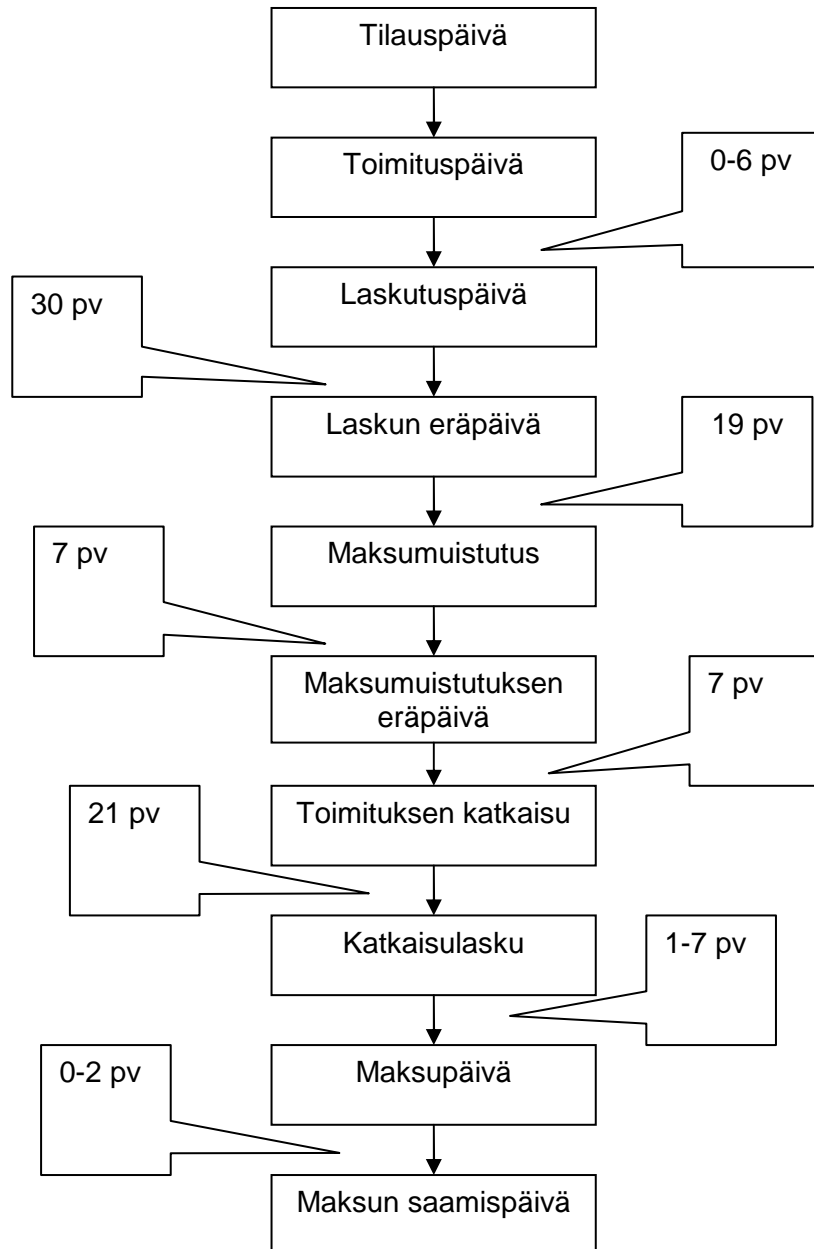 Tilauspäivä
Toimituspäivä
0-6 pv
Laskutuspäivä
30 pv
Laskun eräpäivä
19 pv
Maksumuistutus
7 pv
Maksumuistutuksen
eräpäivä
7 pv
Toimituksen katkaisu
21 pv
Katkaisulasku
1-7 pv
Maksupäivä
0-2 pv
Maksun saamispäivä